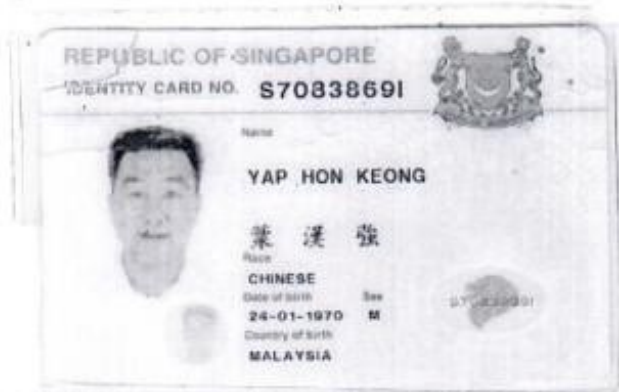 REPUBLIC OF SINGAPORE
IDENTITY CARD NO. S7083869I
Name
YAP HON KEONG
葉 漢 強
Race
CHINESE
Date of birth Sex
24-01-1970 M
Country of birth
MALAYSIA